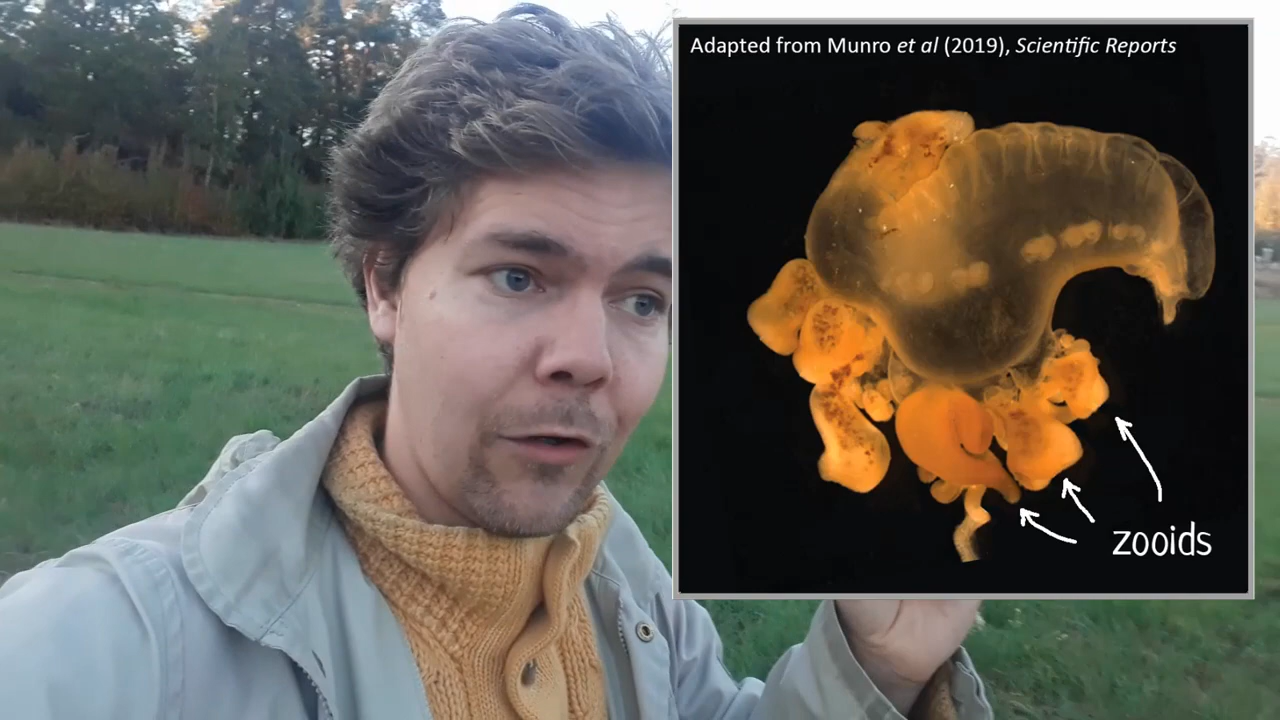 Adapted from Munro et al (2019), Scientific Reports
zooids